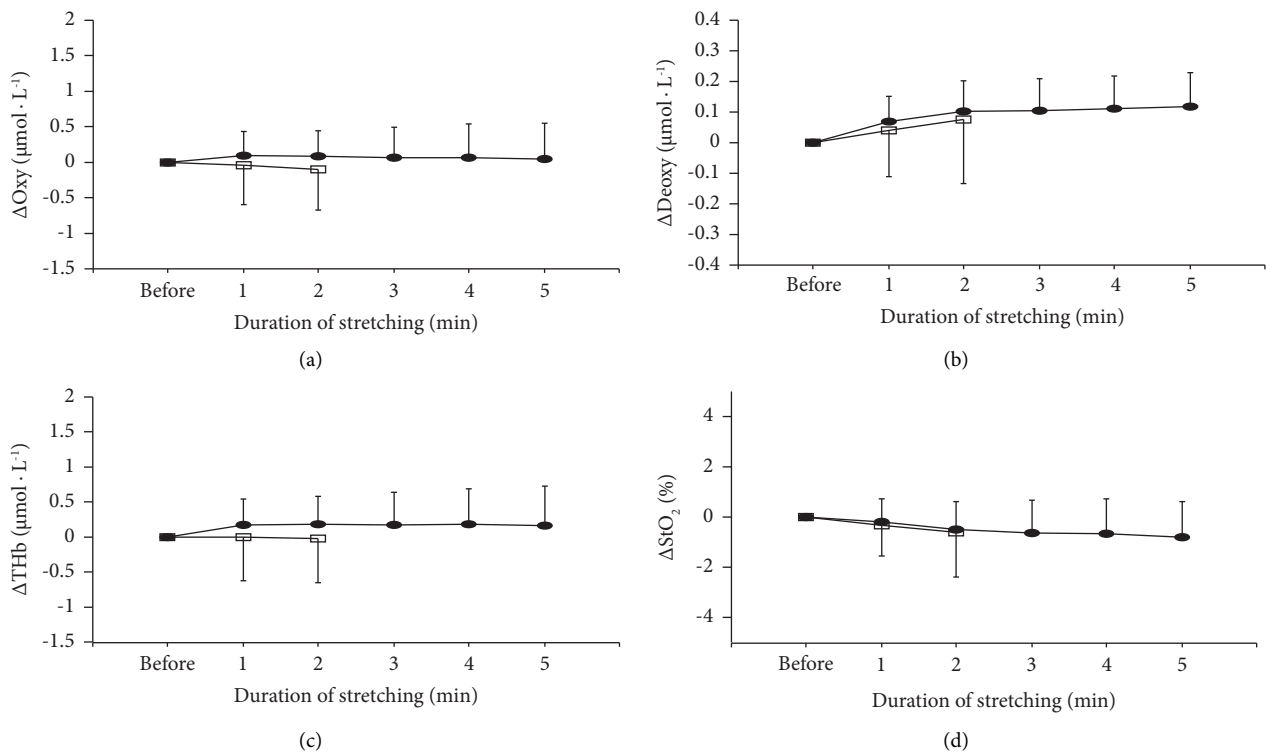 2
1.5
1
0.5
0
-0.5
-1
-1.5
ΔOxy (μmol · L⁻¹)
Before 1 2 3 4 5
Duration of stretching (min)
(a)
0.4
0.3
0.2
0.1
0
-0.1
-0.2
-0.3
-0.4
ΔDeoxy (μmol · L⁻¹)
Before 1 2 3 4 5
Duration of stretching (min)
(b)
2
1.5
1
0.5
0
-0.5
-1
-1.5
ΔTHb (μmol · L⁻¹)
Before 1 2 3 4 5
Duration of stretching (min)
(c)
4
2
0
-2
-4
ΔStO₂ (%)
Before 1 2 3 4 5
Duration of stretching (min)
(d)